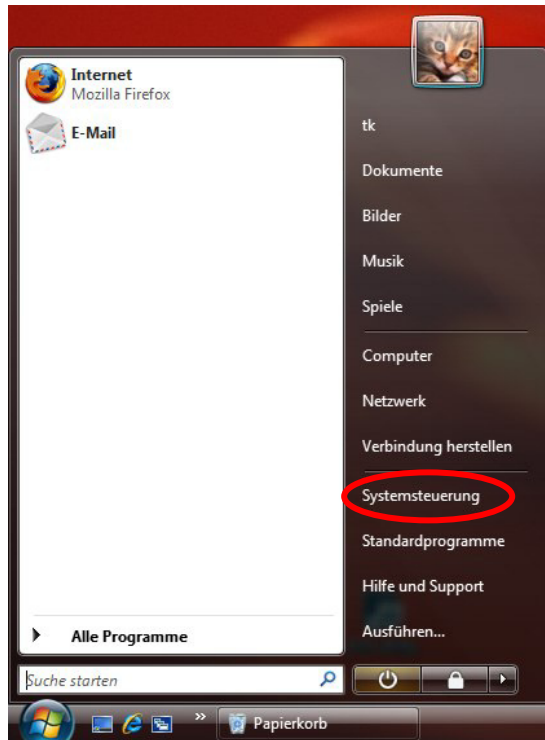 Internet
Mozilla Firefox
E-Mail
Alle Programme
Suche starten
tk
Dokumente
Bilder
Musik
Spiele
Computer
Netzwerk
Verbindung herstellen
Systemsteuerung
Standardprogramme
Hilfe und Support
Ausführen...
»
Papierkorb